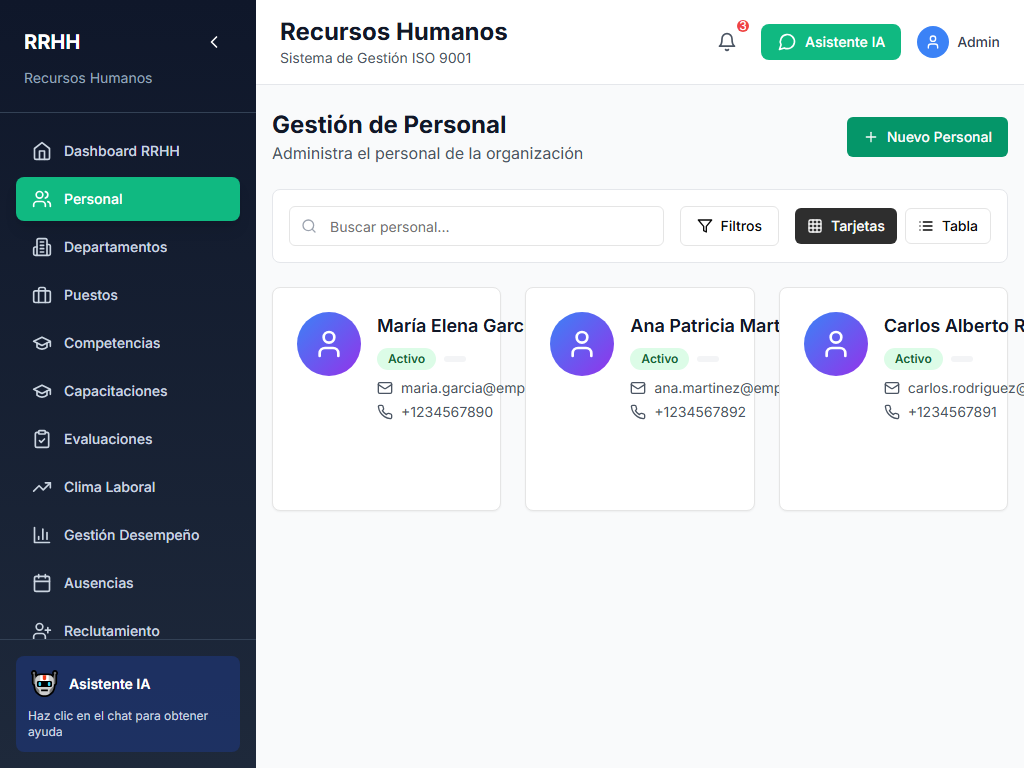 RRHH
Recursos Humanos
Dashboard RRHH
Personal
Departamentos
Puestos
Competencias
Capacitaciones
Evaluaciones
Clima Laboral
Gestión Desempeño
Ausencias
Reclutamiento
Asistente IA
Haz clic en el chat para obtener
ayuda
Recursos Humanos
Sistema de Gestión ISO 9001
3
Asistente IA
Admin
Gestión de Personal
Administra el personal de la organización
Nuevo Personal
Buscar personal...
Filtros
Tarjetas
Tabla
María Elena Garc
Activo
maria.garcia@emp
+1234567890
Ana Patricia Mart
Activo
ana.martinez@emp
+1234567892
Carlos Alberto R
Activo
carlos.rodriguez@
+1234567891